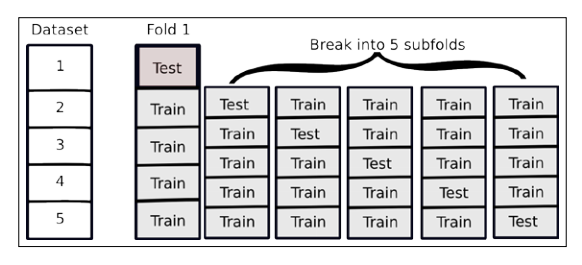 Dataset Fold 1
Break into 5 subfolds
1 Test
2 Train Test Train Train Train Train
3 Train Train Test Train Train Train
Train Train Test Train Train
4 Train Train Train Train Test Train
5 Train Train Train Train Train Test